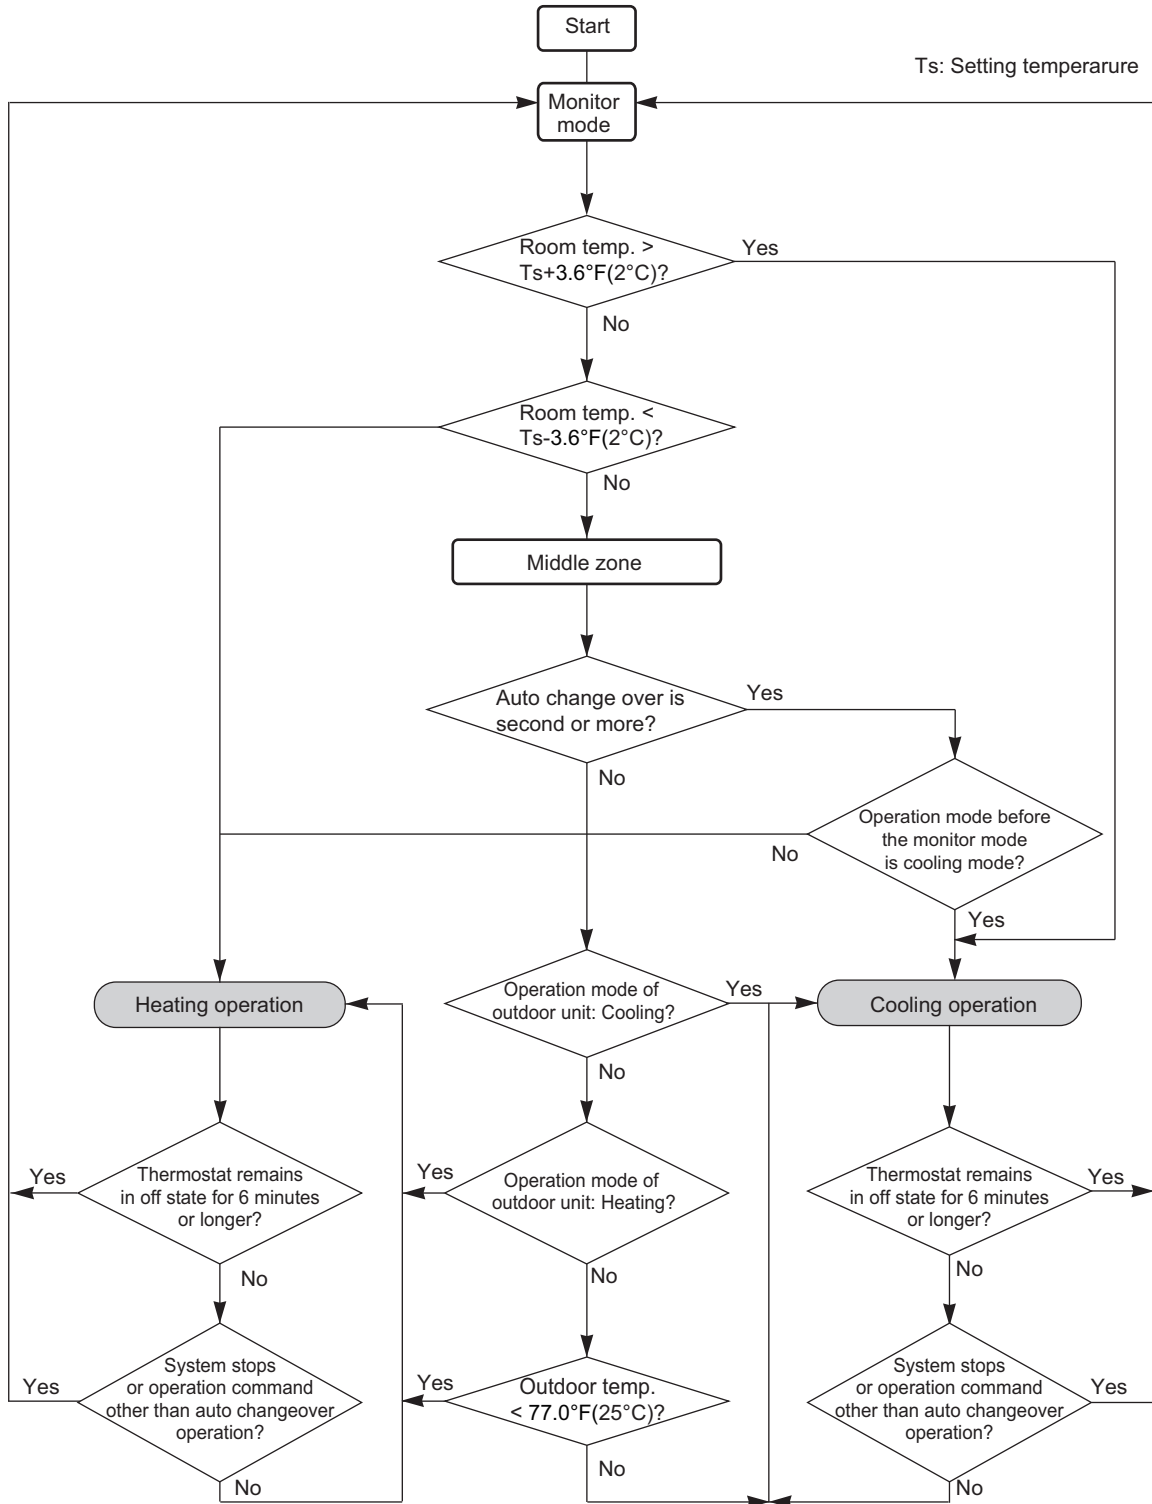 Start
Ts: Setting temperarure
Monitor
mode
Room temp. >
Ts+3.6°F(2°C)?
Yes
No
Room temp. <
Ts-3.6°F(2°C)?
No
Middle zone
Auto change over is
second or more?
Yes
No
Operation mode before
the monitor mode
is cooling mode?
No
Yes
Heating operation
Operation mode of
outdoor unit: Cooling?
Yes
Cooling operation
No
Yes
Thermostat remains
in off state for 6 minutes
or longer?
Yes
Operation mode of
outdoor unit: Heating?
Thermostat remains
in off state for 6 minutes
or longer?
Yes
No
No
No
Yes
System stops
or operation command
other than auto changeover
operation?
Yes
Outdoor temp.
< 77.0°F(25°C)?
System stops
or operation command
other than auto changeover
operation?
Yes
No
No
No